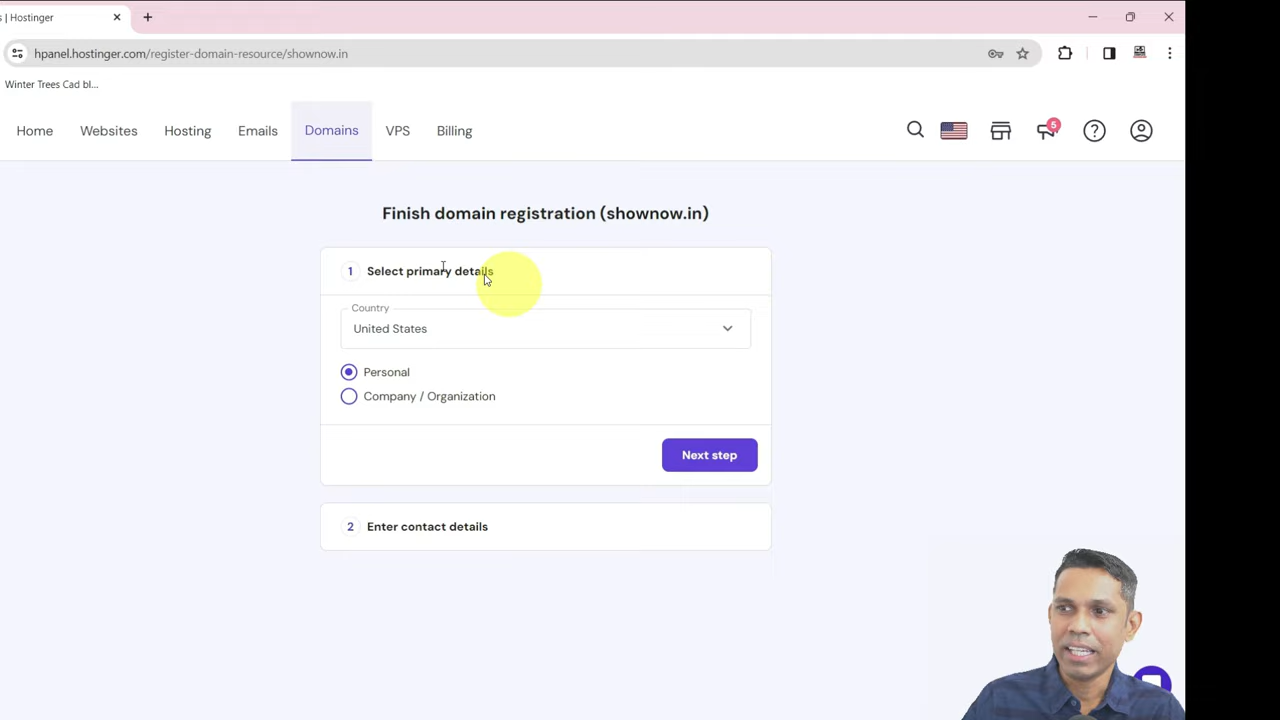 s | Hostinger
hpanel.hostinger.com/register-domain-resource/shownow.in
Winter Trees Cad bl...
Home Websites Hosting Emails Domains VPS Billing
5
Finish domain registration (shownow.in)
1 Select primary details
Country
United States
Personal
Company / Organization
Next step
2 Enter contact details